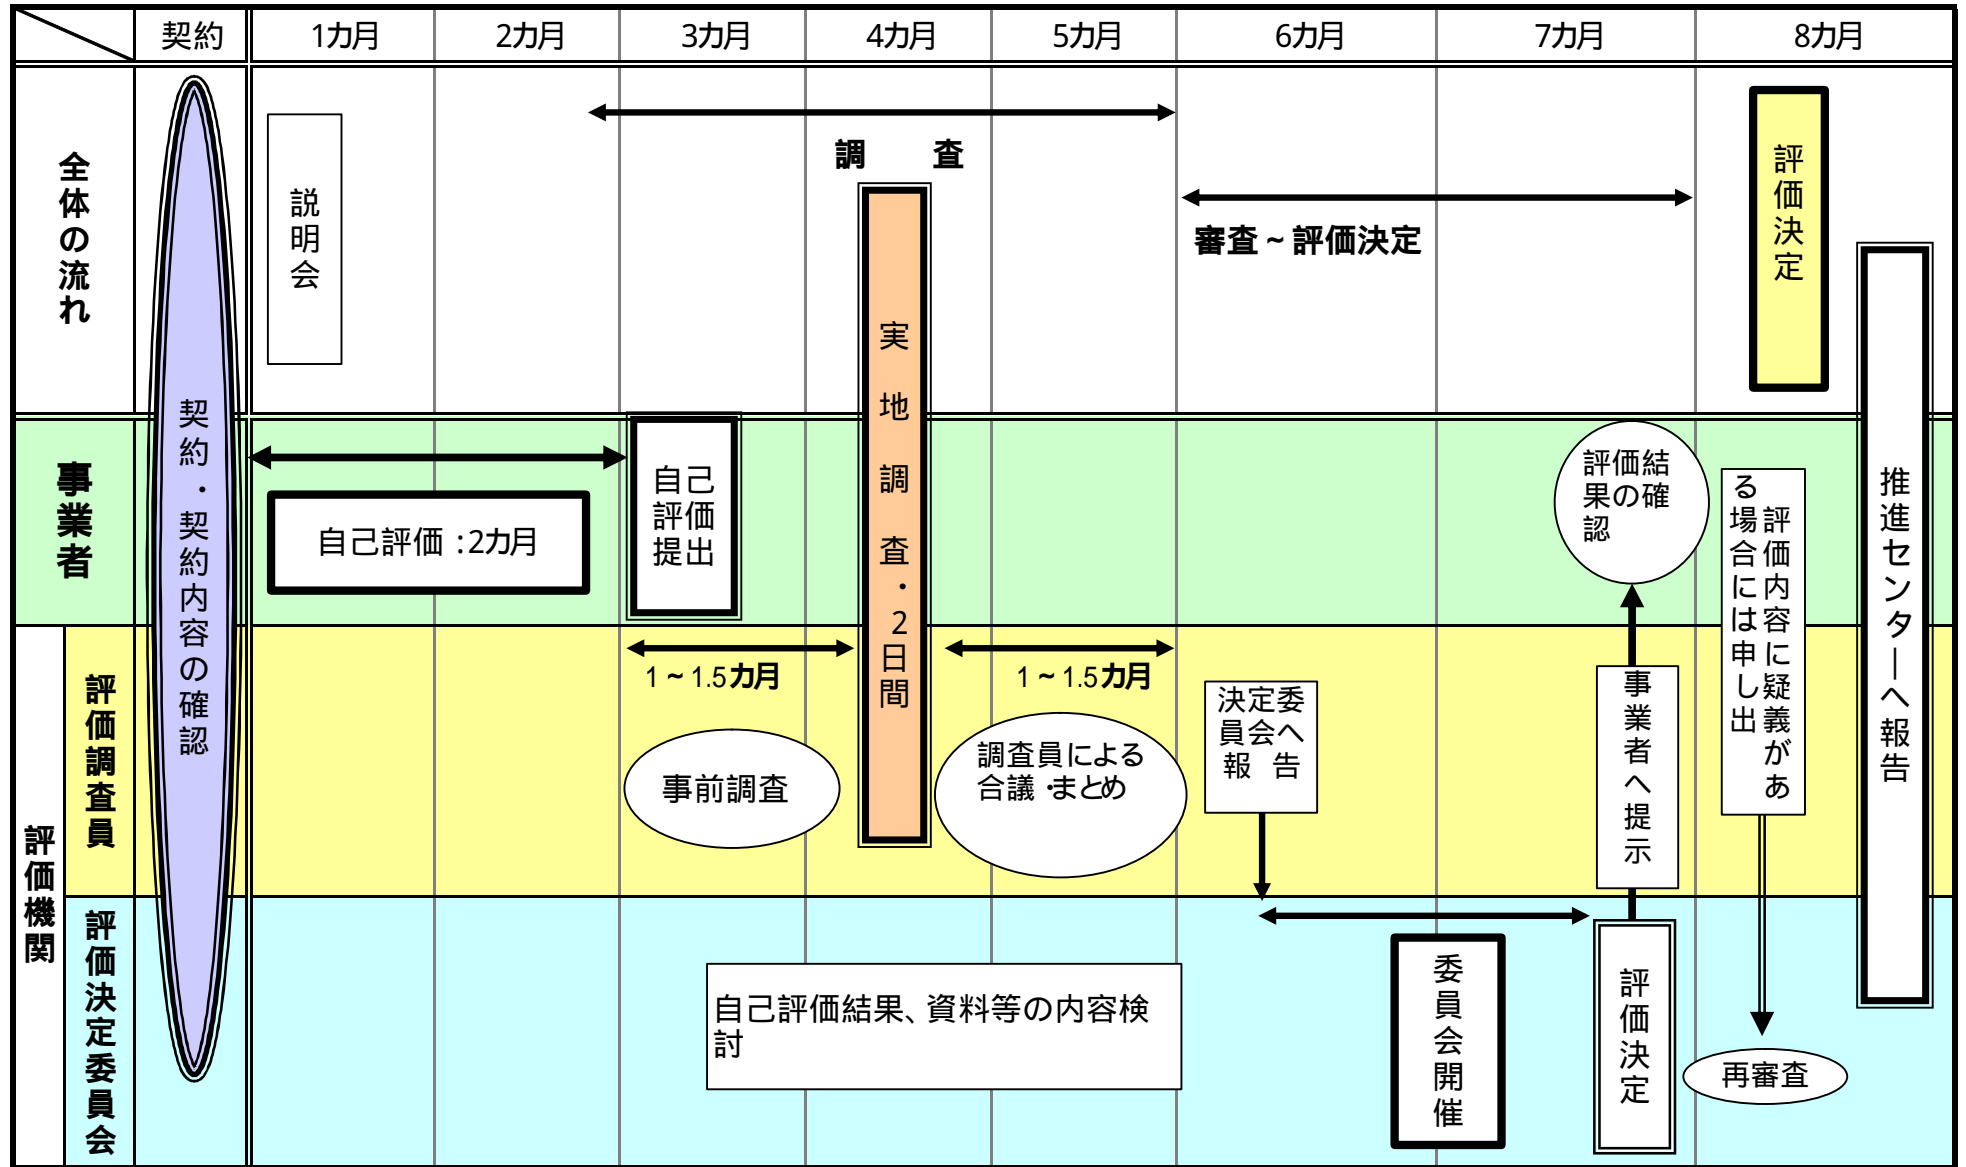 契約
1カ月
2カ月
3カ月
4カ月
5カ月
6カ月
7カ月
8カ月
全体の流れ
契約・契約内容の確認
説明会
調　　査
実地調査・2日間
審査～評価決定
評価決定
推進センターへ報告
事業者
自己評価：2カ月
自己
評価
提出
評価結
果の確
認
評価内容に疑義があ
る場合には申し出
評価機関
評価調査員
1～1.5カ月
事前調査
1～1.5カ月
調査員による
合議・まとめ
決定委
員会へ
報　告
事業者へ提示
評価決定委員会
自己評価結果、資料等の内容検
討
委員会開催
評価決定
再審査